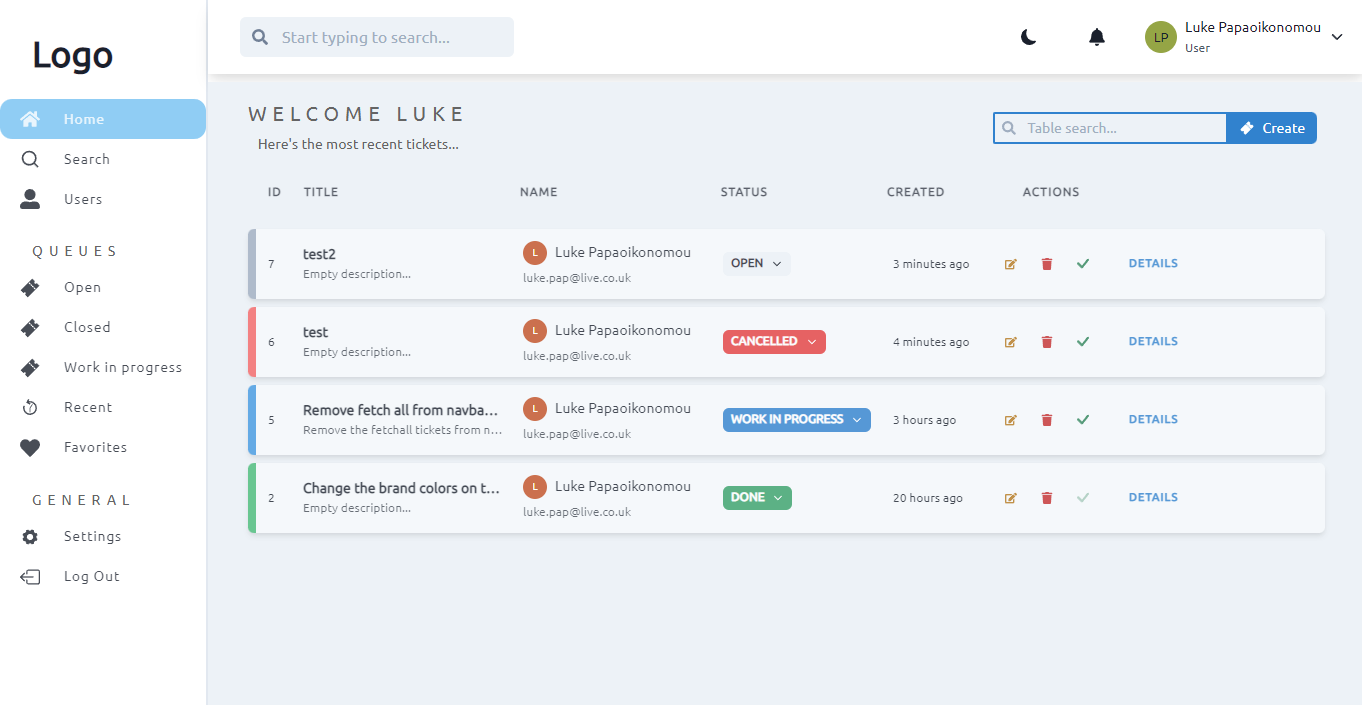 Logo
Start typing to search...
LP
Luke Papaoikonomou
User
Home
Search
Users
QUEUES
Open
Closed
Work in progress
Recent
Favorites
GENERAL
Settings
Log Out
WELCOME LUKE
Here's the most recent tickets...
Table search...
Create
ID TITLE NAME STATUS CREATED ACTIONS
7 test2 L Luke Papaoikonomou OPEN 3 minutes ago DETAILS
Empty description... luke.pap@live.co.uk
6 test L Luke Papaoikonomou CANCELLED 4 minutes ago DETAILS
Empty description... luke.pap@live.co.uk
5 Remove fetch all from navba... L Luke Papaoikonomou WORK IN PROGRESS 3 hours ago DETAILS
Remove the fetchall tickets from n... luke.pap@live.co.uk
2 Change the brand colors on t... L Luke Papaoikonomou DONE 20 hours ago DETAILS
Empty description... luke.pap@live.co.uk